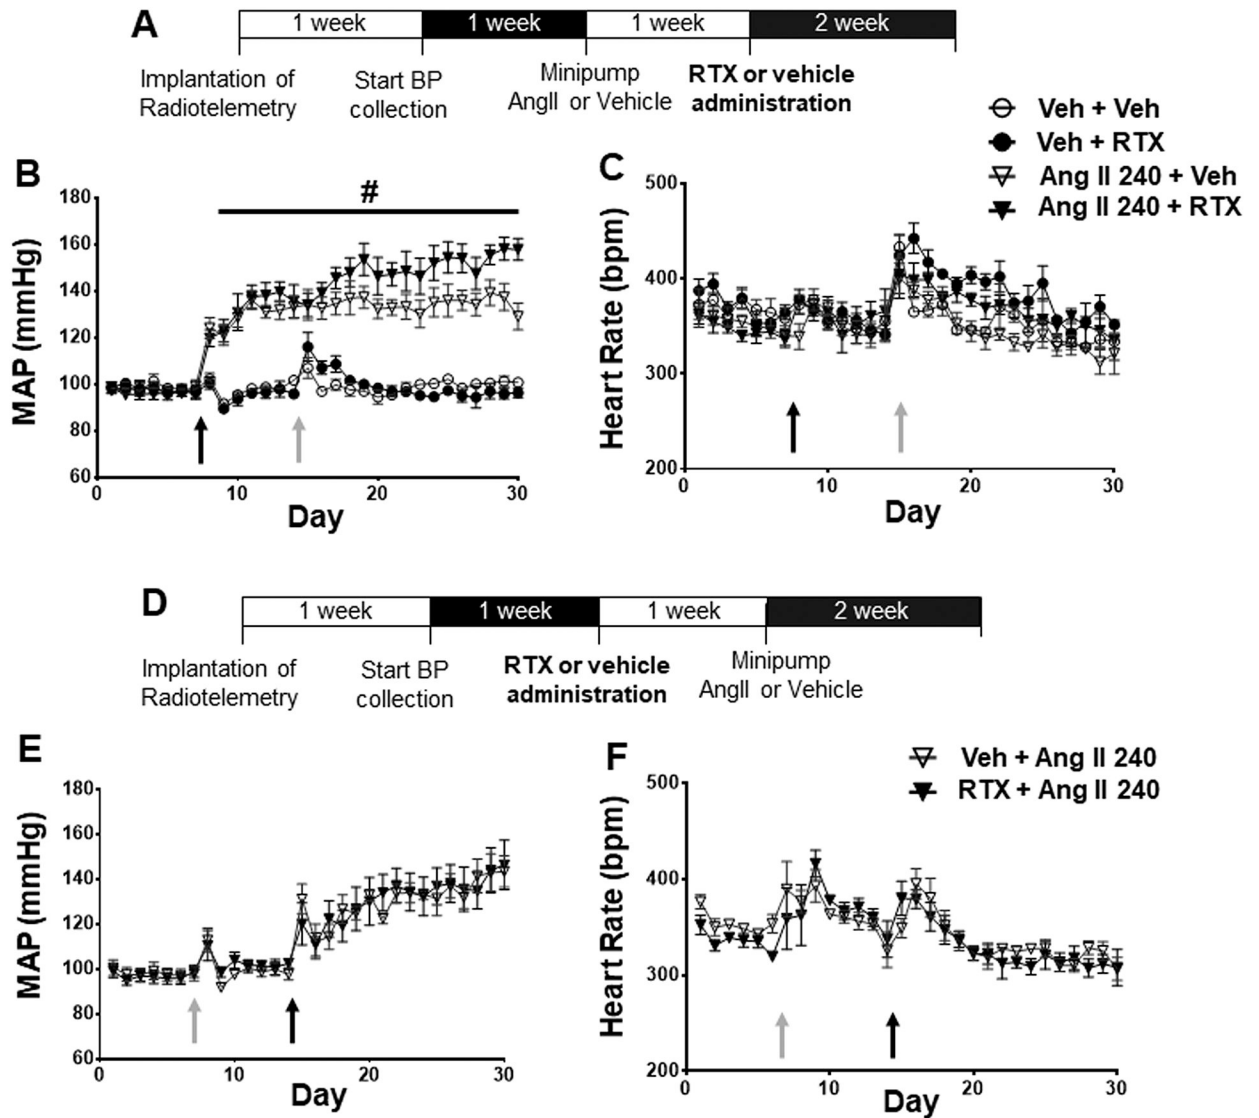 A
1 week 1 week 1 week 2 week
Implantation of
Radiotelemetry
Start BP
collection
Minipump
AngII or Vehicle
RTX or vehicle
administration
Veh + Veh
Veh + RTX
Ang II 240 + Veh
Ang II 240 + RTX
B
#
MAP (mmHg)
180
160
140
120
100
80
60
0 10 20 30
Day
C
Heart Rate (bpm)
500
400
300
200
0 10 20 30
Day
D
1 week 1 week 1 week 2 week
Implantation of
Radiotelemetry
Start BP
collection
RTX or vehicle
administration
Minipump
AngII or Vehicle
E
MAP (mmHg)
180
160
140
120
100
80
60
0 10 20 30
Day
F
Veh + Ang II 240
RTX + Ang II 240
Heart Rate (bpm)
500
400
300
200
0 10 20 30
Day